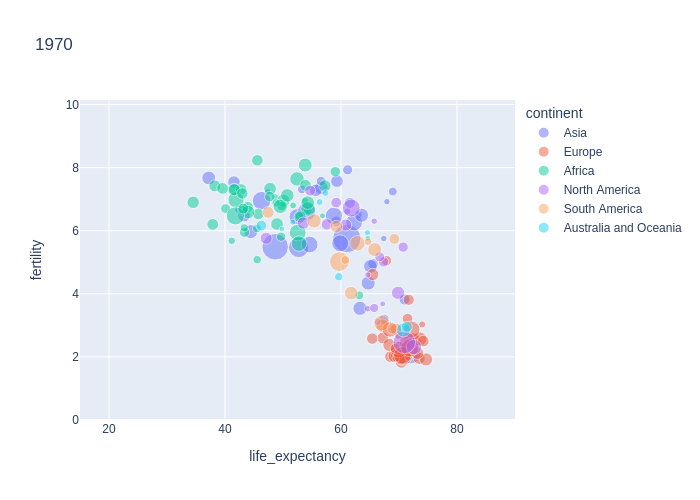 1970
continent
Asia
Europe
Africa
North America
South America
Australia and Oceania
fertility
10
8
6
4
2
0
20
40
60
80
life_expectancy